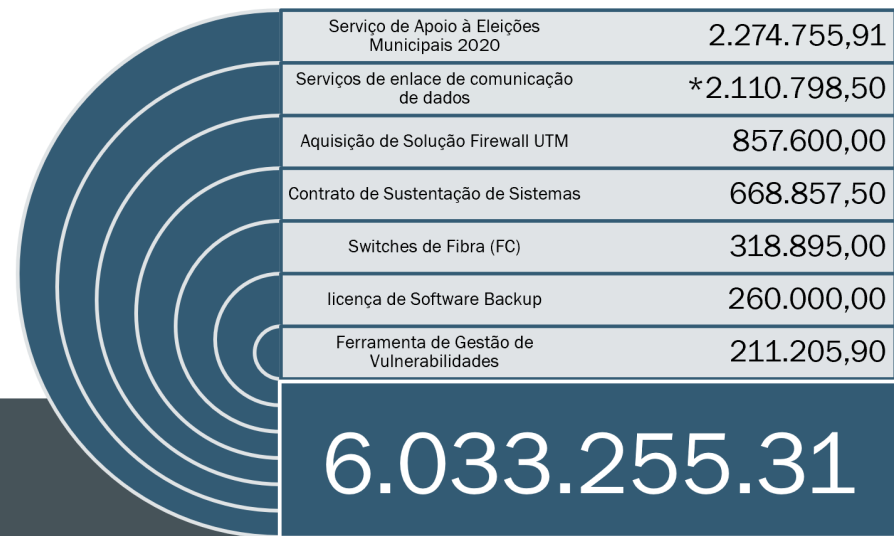 Serviço de Apoio à Eleições
Municipais 2020
2.274.755,91
Serviços de enlace de comunicação
de dados
*2.110.798,50
Aquisição de Solução Firewall UTM
857.600,00
Contrato de Sustentação de Sistemas
668.857,50
Switches de Fibra (FC)
318.895,00
licença de Software Backup
260.000,00
Ferramenta de Gestão de
Vulnerabilidades
211.205,90
6.033.255.31